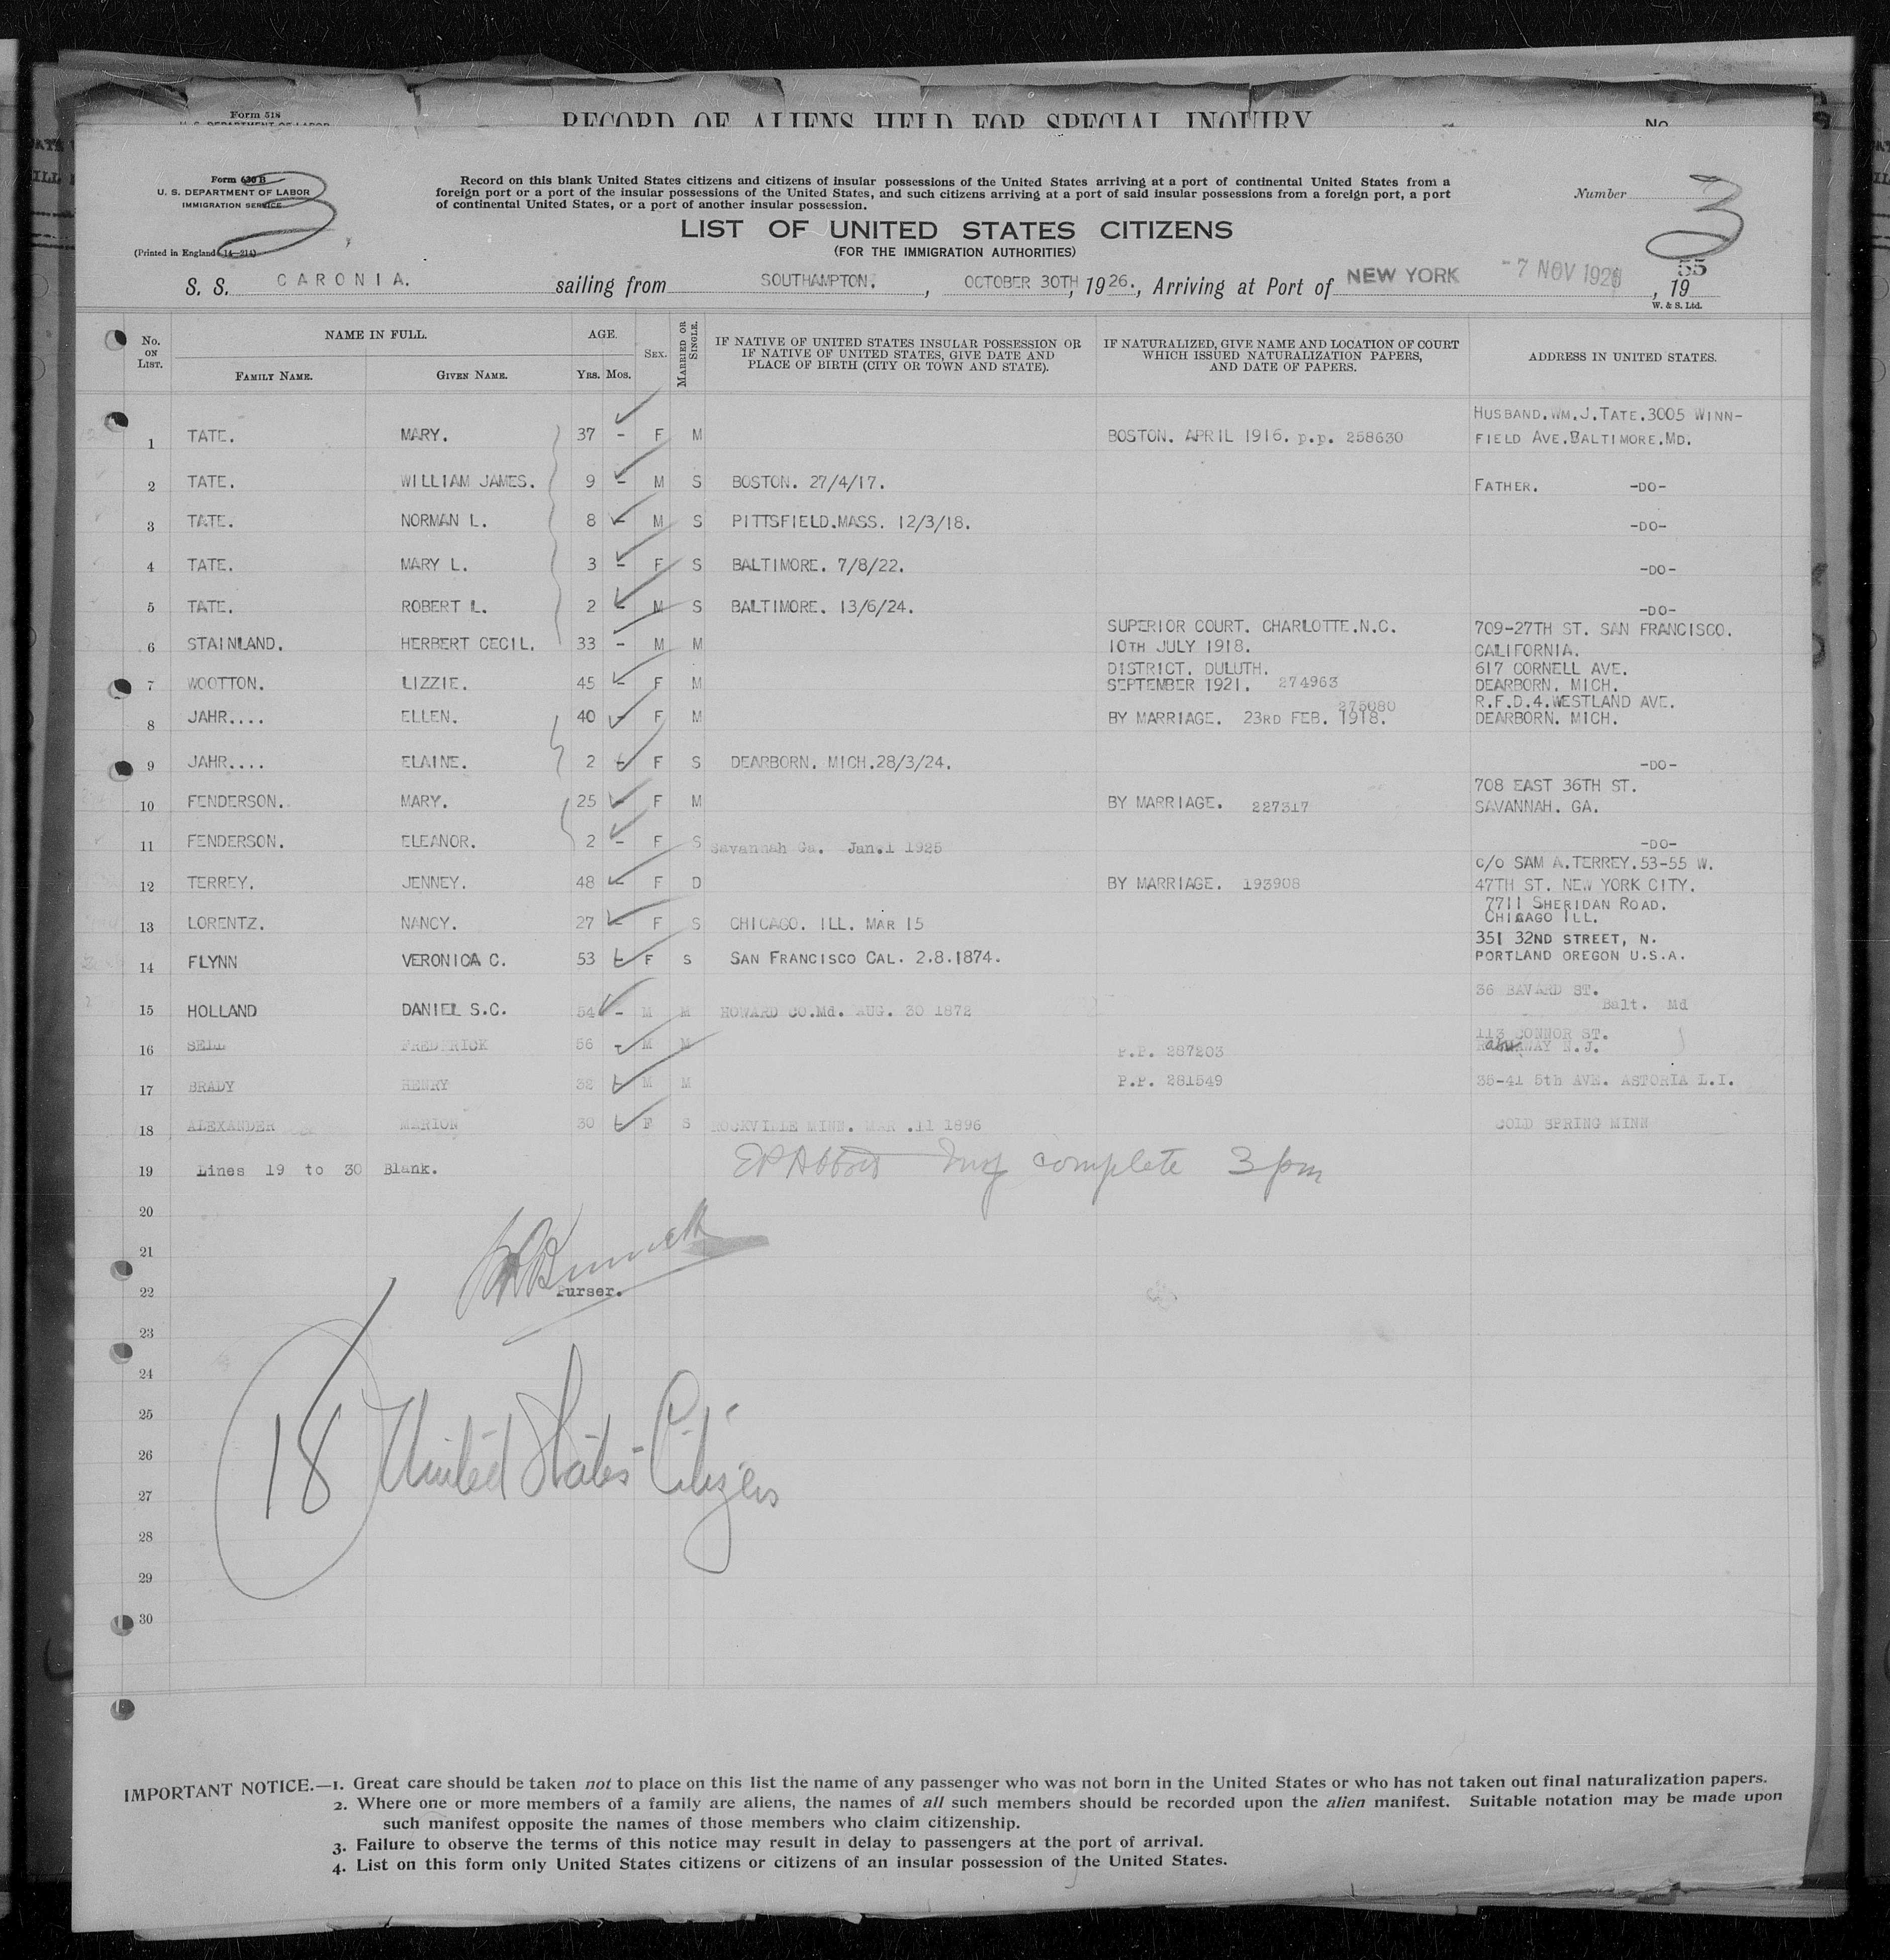 Form 518
U. S. DEPARTMENT OF LABOR
RECORD OF ALIENS HELD FOR SPECIAL INQUIRY
No.
Form 630 B
U. S. DEPARTMENT OF LABOR
IMMIGRATION SERVICE
3
(Printed in England 14—214)
Record on this blank United States citizens and citizens of insular possessions of the United States arriving at a port of continental United States from a
foreign port or a port of the insular possessions of the United States, and such citizens arriving at a port of said insular possessions from a foreign port, a port
of continental United States, or a port of another insular possession.
Number 3
LIST OF UNITED STATES CITIZENS
(FOR THE IMMIGRATION AUTHORITIES)
55
S. S. CARONIA. sailing from SOUTHAMPTON. , OCTOBER 30TH, 1926., Arriving at Port of NEW YORK -7 NOV 1926 , 19
W. & S. Ltd.
No. ON LIST. NAME IN FULL. FAMILY NAME. GIVEN NAME. AGE. YRS. MOS. SEX. MARRIED OR SINGLE. IF NATIVE OF UNITED STATES INSULAR POSSESSION OR IF NATIVE OF UNITED STATES, GIVE DATE AND PLACE OF BIRTH (CITY OR TOWN AND STATE). IF NATURALIZED, GIVE NAME AND LOCATION OF COURT WHICH ISSUED NATURALIZATION PAPERS, AND DATE OF PAPERS. ADDRESS IN UNITED STATES.
1 TATE. MARY. 37 - F M BOSTON. APRIL 1916. p.p. 258630 HUSBAND.WM.J.TATE.3005 WINN-
FIELD AVE.BALTIMORE.MD.
2 TATE. WILLIAM JAMES. 9 - M S BOSTON. 27/4/17. FATHER. -DO-
3 TATE. NORMAN L. 8 - M S PITTSFIELD.MASS. 12/3/18. -DO-
4 TATE. MARY L. 3 - F S BALTIMORE. 7/8/22. -DO-
5 TATE. ROBERT L. 2 - M S BALTIMORE. 13/6/24. -DO-
6 STAINLAND. HERBERT CECIL. 33 - M M SUPERIOR COURT. CHARLOTTE.N.C. 10TH JULY 1918. 709-27TH ST. SAN FRANCISCO. CALIFORNIA.
7 WOOTTON. LIZZIE. 45 - F M DISTRICT. DULUTH. SEPTEMBER 1921. 274963 617 CORNELL AVE. DEARBORN. MICH.
8 JAHR.... ELLEN. 40 - F M BY MARRIAGE. 23RD FEB. 1918. 275080 R.F.D.4.WESTLAND AVE. DEARBORN. MICH.
9 JAHR.... ELAINE. 2 - F S DEARBORN. MICH.28/3/24. -DO-
10 FENDERSON. MARY. 25 - F M BY MARRIAGE. 227317 708 EAST 36TH ST. SAVANNAH. GA.
11 FENDERSON. ELEANOR. 2 - F S Savannah Ga. Jan.1 1925 -DO-
12 TERREY. JENNEY. 48 - F D BY MARRIAGE. 193908 c/o SAM A.TERREY.53-55 W. 47TH ST. NEW YORK CITY.
13 LORENTZ. NANCY. 27 - F S CHICAGO. ILL. MAR 15 7711 SHERIDAN ROAD. CHICAGO ILL.
14 FLYNN VERONICA C. 53 - F S SAN FRANCISCO CAL. 2.8.1874. 351 32ND STREET, N. PORTLAND OREGON U.S.A.
15 HOLLAND DANIEL S.C. 54 - M M HOWARD CO.Md. AUG. 30 1872 36 BAVARD ST. Balt. Md
16 SELL FREDERICK 56 - M M P.P. 287203 113 CONNOR ST. RAHWAY N.J.
17 BRADY HENRY 38 - M M P.P. 281549 35-41 5th AVE. ASTORIA L.I.
18 ALEXANDER MERION 30 - F S ROCKVILLE MINN. MAR .11 1896 COLD SPRING MINN
19 Lines 19 to 30 Blank. complete 3 pm
20
21
22 Purser.
23
24
25
26 18 United States Citizens
27
28
29
30
IMPORTANT NOTICE.—1. Great care should be taken not to place on this list the name of any passenger who was not born in the United States or who has not taken out final naturalization papers.
2. Where one or more members of a family are aliens, the names of all such members should be recorded upon the alien manifest. Suitable notation may be made upon
such manifest opposite the names of those members who claim citizenship.
3. Failure to observe the terms of this notice may result in delay to passengers at the port of arrival.
4. List on this form only United States citizens or citizens of an insular possession of the United States.